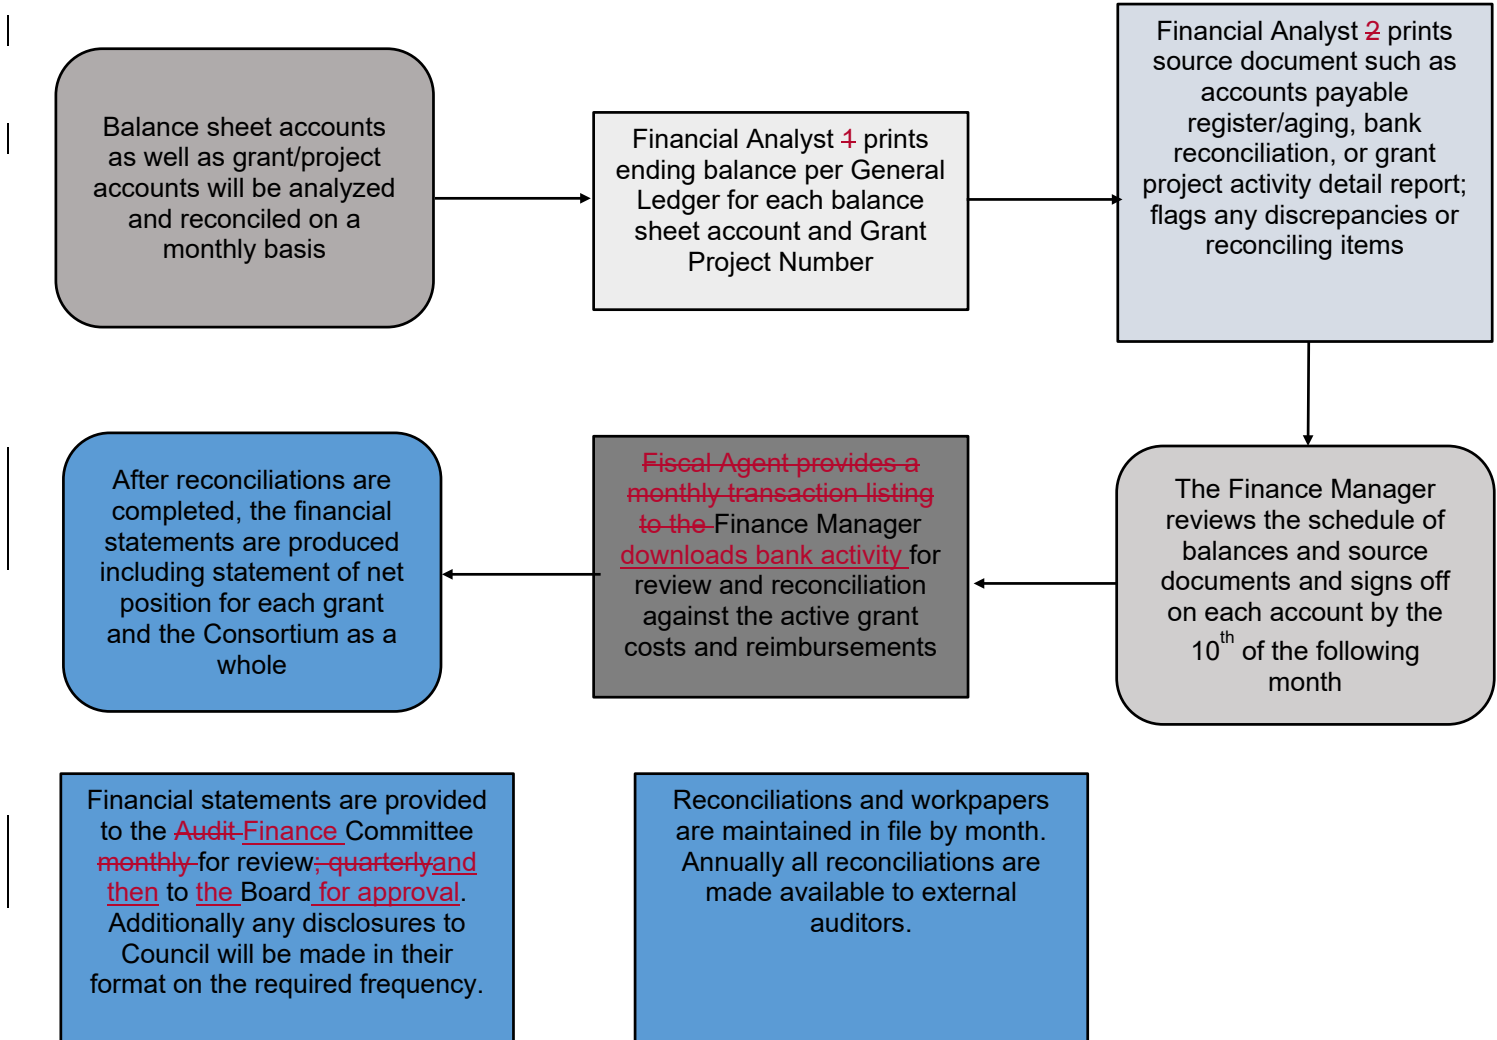 Balance sheet accounts
as well as grant/project
accounts will be analyzed
and reconciled on a
monthly basis
Financial Analyst 1 prints
ending balance per General
Ledger for each balance
sheet account and Grant
Project Number
Financial Analyst 2 prints
source document such as
accounts payable
register/aging, bank
reconciliation, or grant
project activity detail report;
flags any discrepancies or
reconciling items
The Finance Manager
reviews the schedule of
balances and source
documents and signs off
on each account by the
10th of the following
month
Fiscal Agent provides a
monthly transaction listing
to the Finance Manager
downloads bank activity for
review and reconciliation
against the active grant
costs and reimbursements
After reconciliations are
completed, the financial
statements are produced
including statement of net
position for each grant
and the Consortium as a
whole
Financial statements are provided
to the Audit Finance Committee
monthly for review; quarterlyand
then to the Board for approval.
Additionally any disclosures to
Council will be made in their
format on the required frequency.
Reconciliations and workpapers
are maintained in file by month.
Annually all reconciliations are
made available to external
auditors.